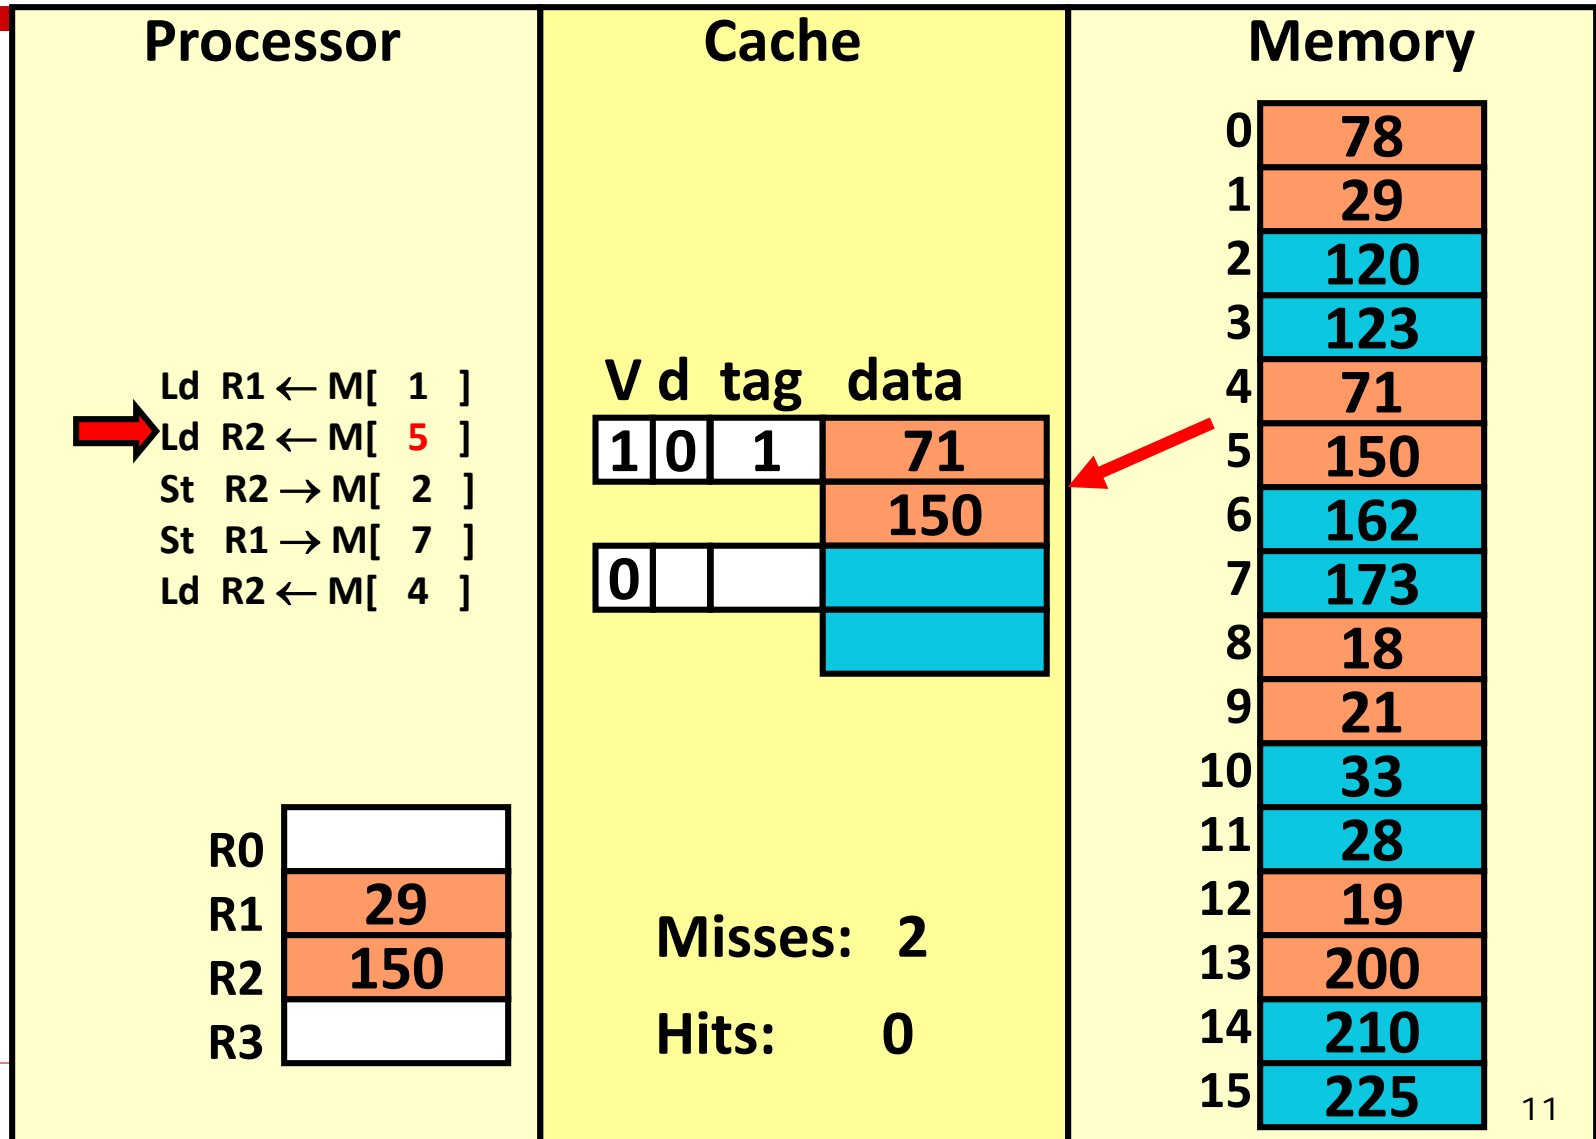 Processor
Ld R1 ← M[ 1 ]
Ld R2 ← M[ 5 ]
St R2 → M[ 2 ]
St R1 → M[ 7 ]
Ld R2 ← M[ 4 ]
R0
R1 29
R2 150
R3
Cache
V d tag data
1 0 1 71
150
0
Misses: 2
Hits: 0
Memory
0 78
1 29
2 120
3 123
4 71
5 150
6 162
7 173
8 18
9 21
10 33
11 28
12 19
13 200
14 210
15 225
11